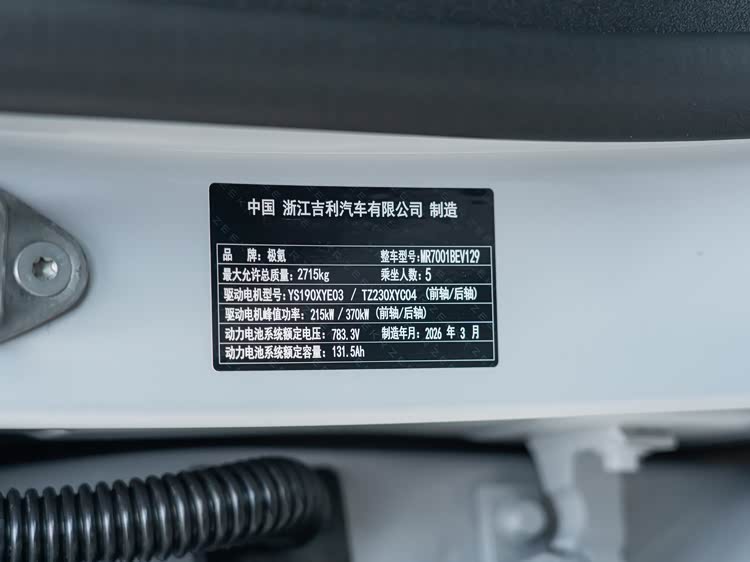 中国 浙江吉利汽车有限公司 制造
品 牌:极氪 整车型号:MR7001BEV129
最大允许总质量:2715kg 乘坐人数:5
驱动电机型号:YS190XYE03 / TZ230XYC04 (前轴/后轴)
驱动电机峰值功率:215kW / 370kW (前轴/后轴)
动力电池系统额定电压:783.3V 制造年月:2026 年 3 月
动力电池系统额定容量:131.5Ah